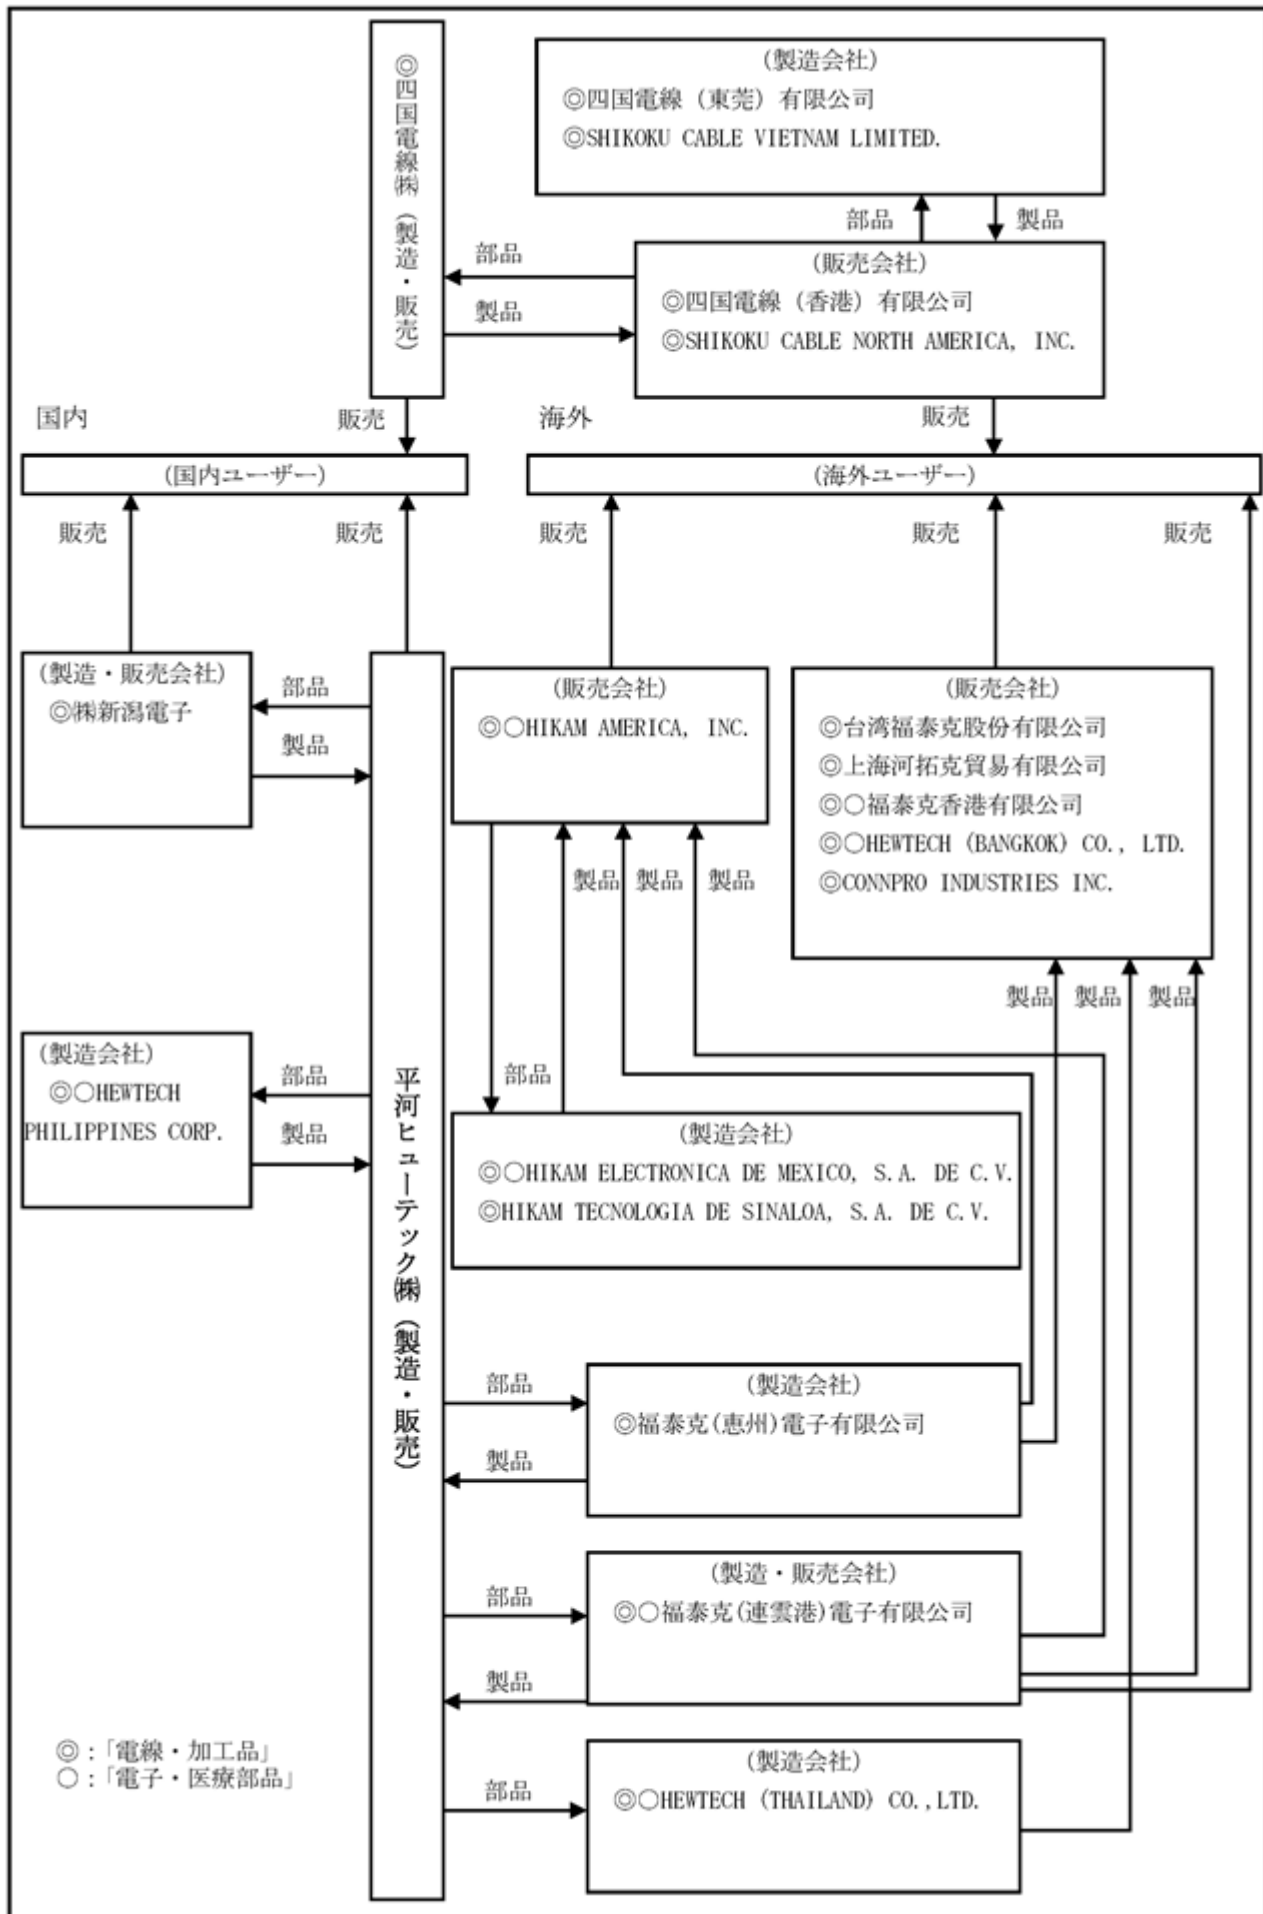 ◎四国電線㈱（製造・販売）
（製造会社）
◎四国電線（東莞）有限公司
◎SHIKOKU CABLE VIETNAM LIMITED.
部品
製品
部品
製品
（販売会社）
◎四国電線（香港）有限公司
◎SHIKOKU CABLE NORTH AMERICA, INC.
国内
販売
海外
販売
（国内ユーザー）
（海外ユーザー）
販売
販売
販売
販売
販売
（製造・販売会社）
◎㈱新潟電子
部品
製品
（販売会社）
◎○HIKAM AMERICA, INC.
（販売会社）
◎台湾福泰克股份有限公司
◎上海河拓克貿易有限公司
◎○福泰克香港有限公司
◎○HEWTECH (BANGKOK) CO., LTD.
◎CONNPRO INDUSTRIES INC.
製品
製品
製品
製品
製品
製品
（製造会社）
◎○HEWTECH
PHILIPPINES CORP.
部品
製品
平河ヒューテック㈱（製造・販売）
部品
（製造会社）
◎○HIKAM ELECTRONICA DE MEXICO, S.A. DE C.V.
◎HIKAM TECNOLOGIA DE SINALOA, S.A. DE C.V.
部品
製品
（製造会社）
◎福泰克(恵州)電子有限公司
部品
製品
（製造・販売会社）
◎○福泰克(連雲港)電子有限公司
部品
（製造会社）
◎○HEWTECH (THAILAND) CO.,LTD.
◎：「電線・加工品」
○：「電子・医療部品」